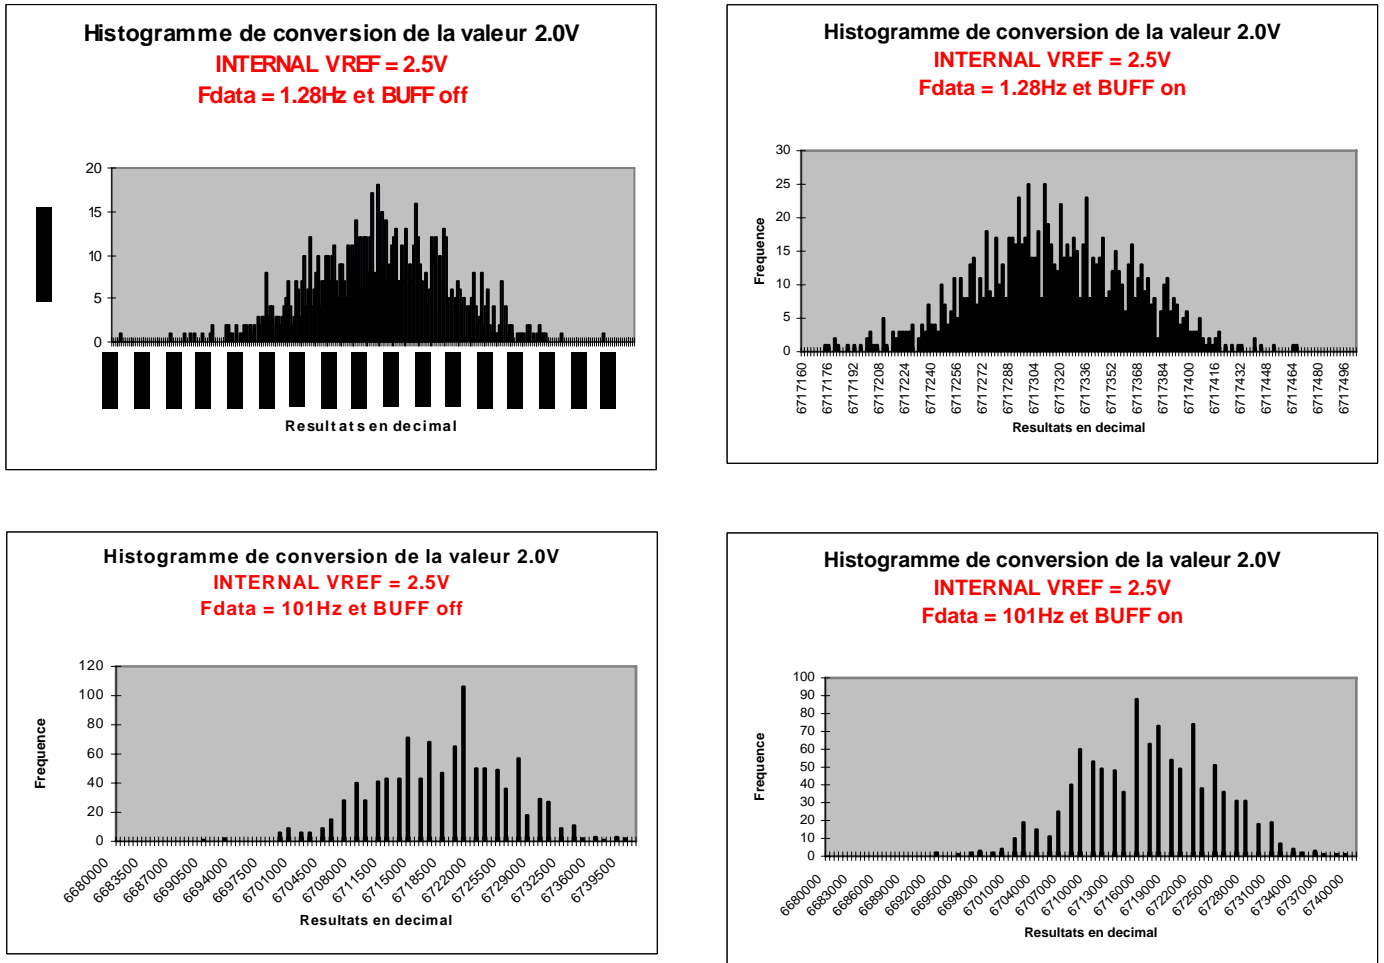 Histogramme de conversion de la valeur 2.0V
INTERNAL VREF = 2.5V
Fdata = 1.28Hz et BUFF off
20
15
10
5
0
Resultats en decimal
Histogramme de conversion de la valeur 2.0V
INTERNAL VREF = 2.5V
Fdata = 1.28Hz et BUFF on
30
25
20
15
10
5
0
Frequence
6717160 6717176 6717192 6717208 6717224 6717240 6717256 6717272 6717288 6717304 6717320 6717336 6717352 6717368 6717384 6717400 6717416 6717432 6717448 6717464 6717480 6717496
Resultats en decimal
Histogramme de conversion de la valeur 2.0V
INTERNAL VREF = 2.5V
Fdata = 101Hz et BUFF off
120
100
80
60
40
20
0
Frequence
6680000 6683500 6687000 6690500 6694000 6697500 6701000 6704500 6708000 6711500 6715000 6718500 6722000 6725500 6729000 6732500 6736000 6739500
Resultats en decimal
Histogramme de conversion de la valeur 2.0V
INTERNAL VREF = 2.5V
Fdata = 101Hz et BUFF on
100
90
80
70
60
50
40
30
20
10
0
Frequence
6680000 6683000 6686000 6689000 6692000 6695000 6698000 6701000 6704000 6707000 6710000 6713000 6716000 6719000 6722000 6725000 6728000 6731000 6734000 6737000 6740000
Resultats en decimal